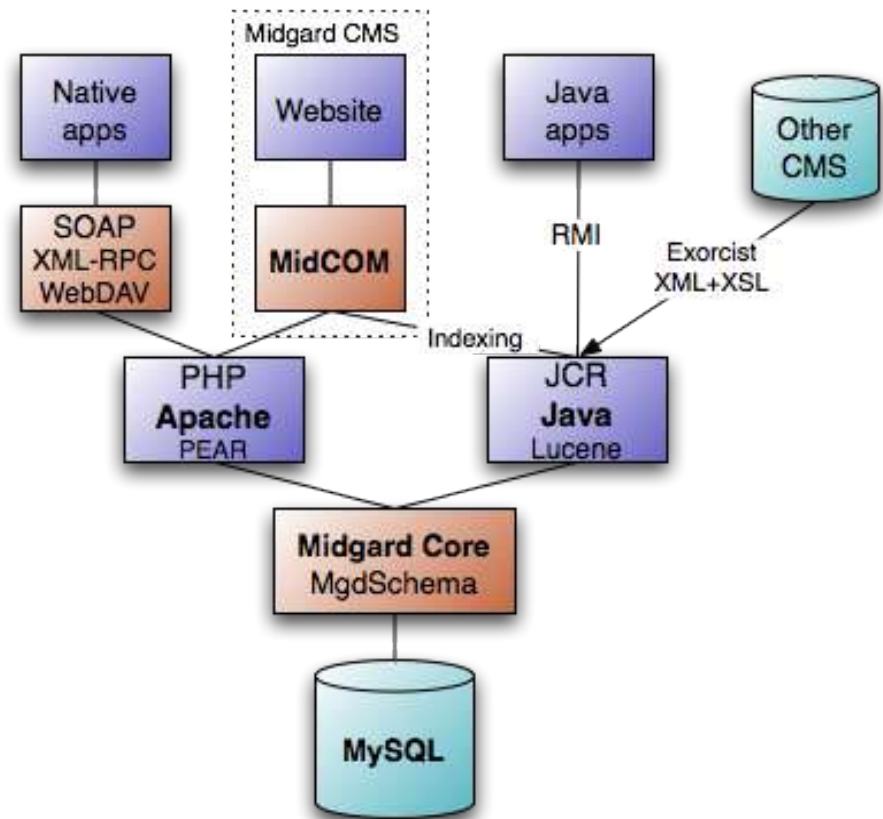 Midgard CMS
Native
apps
Website
Java
apps
Other
CMS
SOAP
XML-RPC
WebDAV
MidCOM
RMI
Exorcist
XML+XSL
Indexing
PHP
Apache
PEAR
JCR
Java
Lucene
Midgard Core
MgdSchema
MySQL